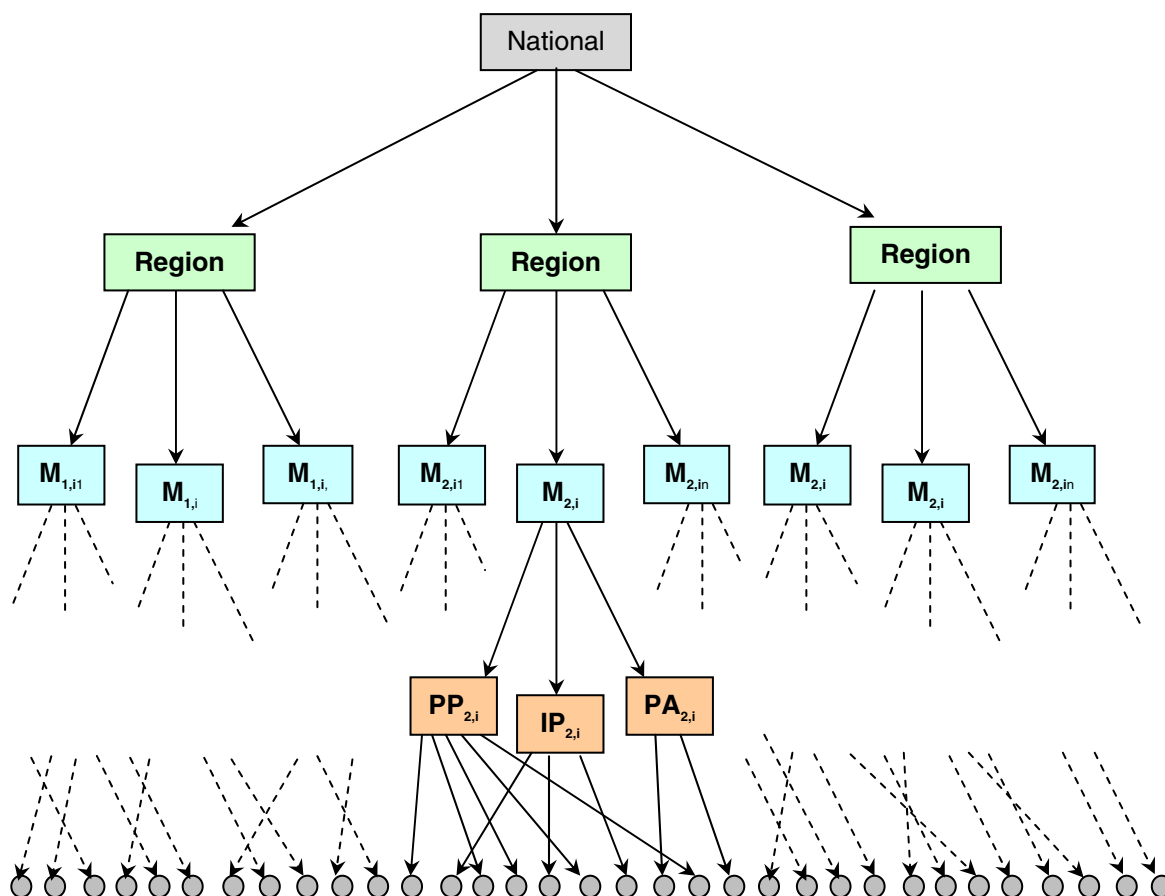 National
Region
Region
Region
M1,i1
M1,i
M1,i,
M2,i1
M2,i
M2,in
M2,i
M2,i
M2,in
PP2,i
IP2,i
PA2,i